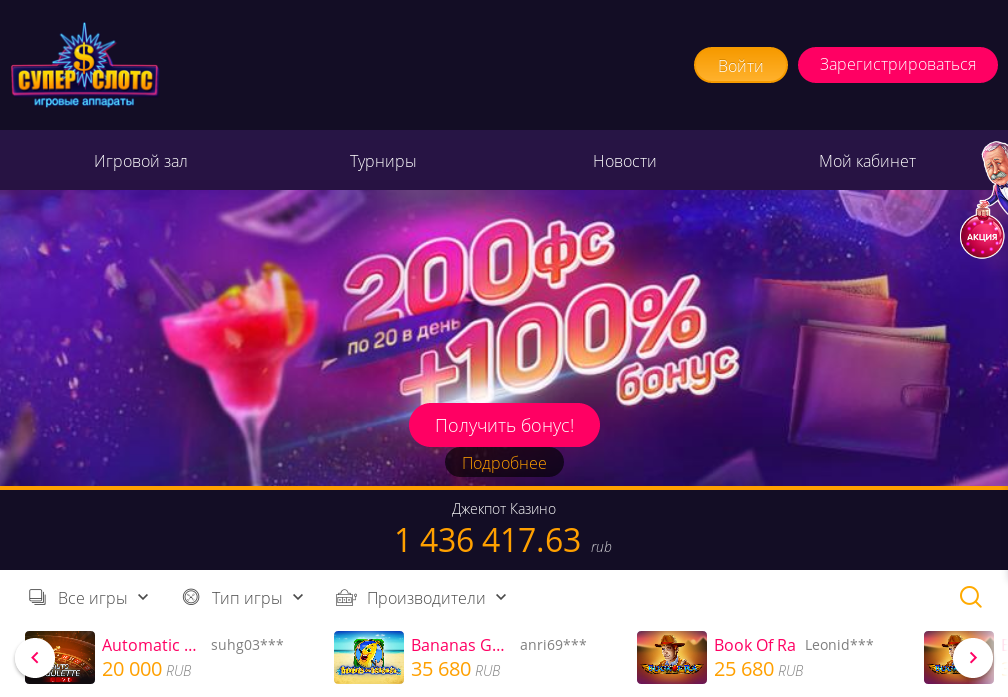 СУПЕР $ СЛОТС
игровые аппараты
Войти
Зарегистрироваться
Игровой зал
Турниры
Новости
Мой кабинет
АКЦИЯ
200фс
по 20 в день
+100%
бонус
Получить бонус!
Подробнее
Джекпот Казино
1 436 417.63 rub
Все игры
Тип игры
Производители
Automatic ... suhg03***
20 000 RUB
Bananas G... anri69***
35 680 RUB
Book Of Ra Leonid***
25 680 RUB